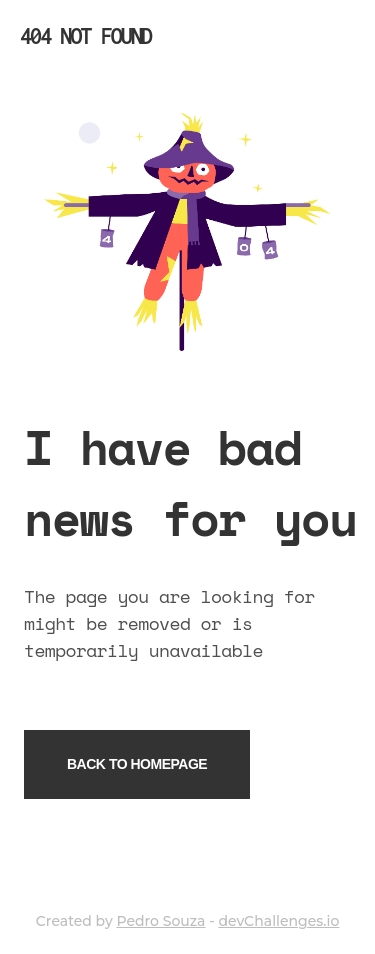 404 NOT FOUND
4
0
4
I have bad
news for you
The page you are looking for
might be removed or is
temporarily unavailable
BACK TO HOMEPAGE
Created by Pedro Souza - devChallenges.io